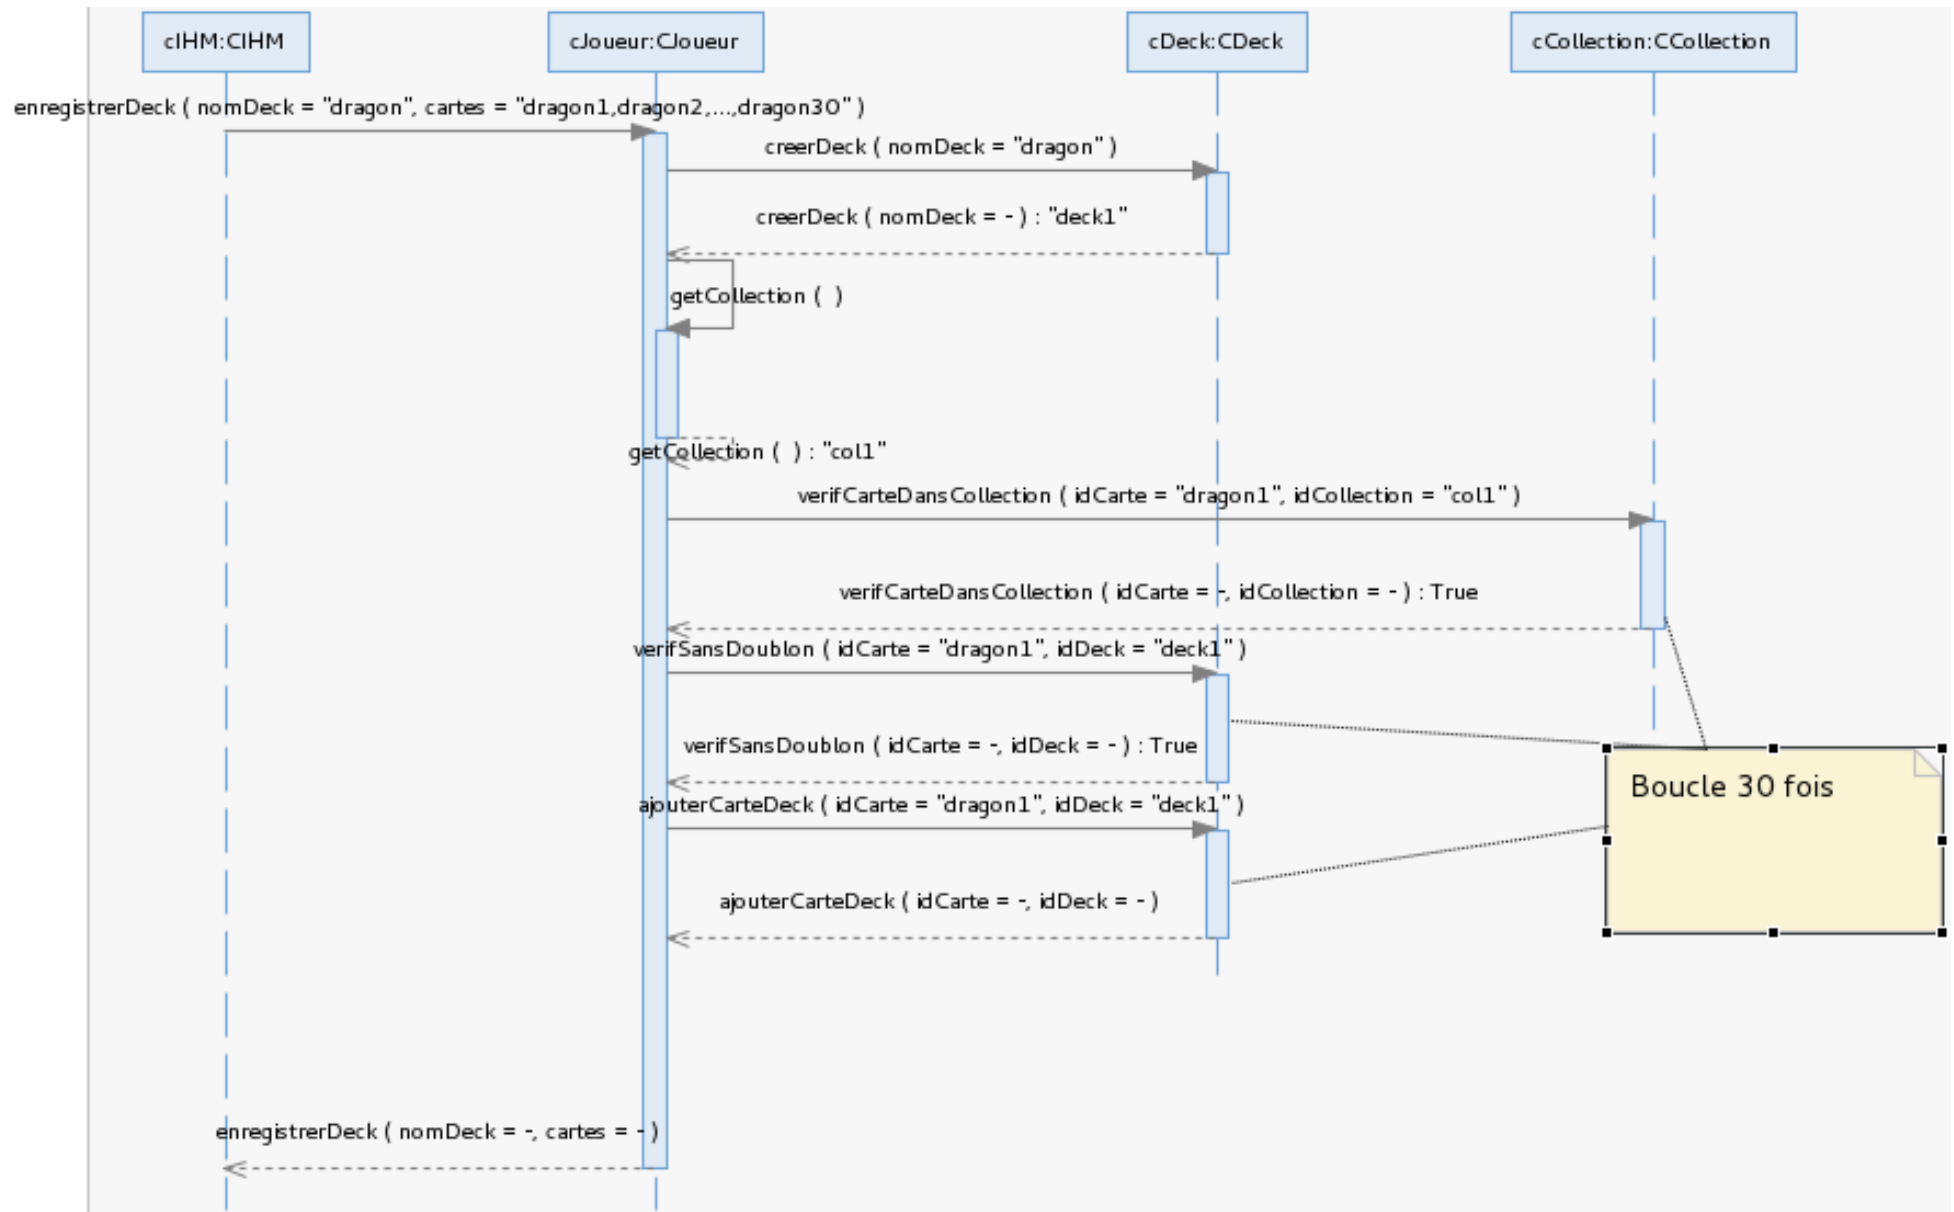 cIHM:CIHM
cJoueur:CJoueur
cDeck:CDeck
cCollection:CCollection
enregistrerDeck ( nomDeck = "dragon", cartes = "dragon1,dragon2,...,dragon30" )
creerDeck ( nomDeck = "dragon" )
creerDeck ( nomDeck = - ) : "deck1"
getCollection (  )
getCollection (  ) : "col1"
verifCarteDansCollection ( idCarte = "dragon1", idCollection = "col1" )
verifCarteDansCollection ( idCarte = -, idCollection = - ) : True
verifSansDoublon ( idCarte = "dragon1", idDeck = "deck1" )
verifSansDoublon ( idCarte = -, idDeck = - ) : True
Boucle 30 fois
ajouterCarteDeck ( idCarte = "dragon1", idDeck = "deck1" )
ajouterCarteDeck ( idCarte = -, idDeck = - )
enregistrerDeck ( nomDeck = -, cartes = - )